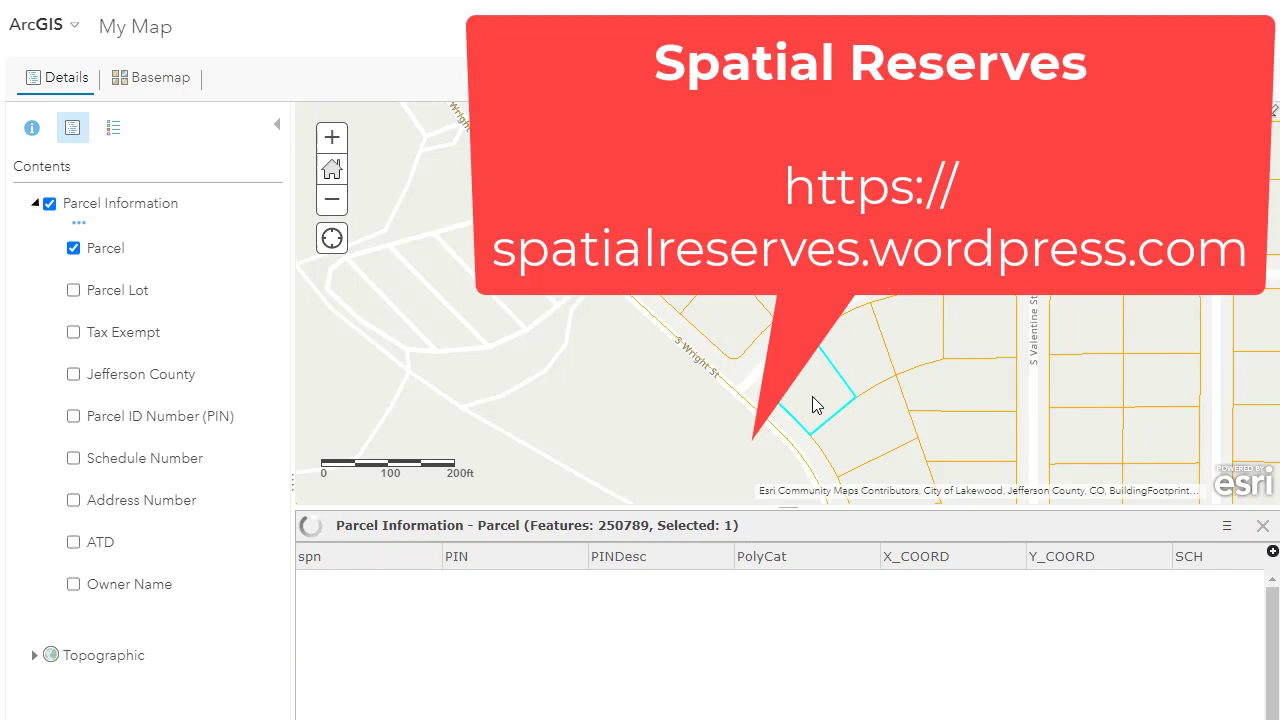 ArcGIS
My Map
Spatial Reserves
https://
spatialreserves.wordpress.com
Details
Basemap
Contents
Parcel Information
Parcel
Parcel Lot
Tax Exempt
Jefferson County
Parcel ID Number (PIN)
Schedule Number
Address Number
ATD
Owner Name
Topographic
Wright
S Wright St
S Valentine St
0 100 200ft
Esri Community Maps Contributors, City of Lakewood, Jefferson County, CO, BuildingFootprint...
POWERED BY
esri
Parcel Information - Parcel (Features: 250789, Selected: 1)
spn PIN PINDesc PolyCat X_COORD Y_COORD SCH